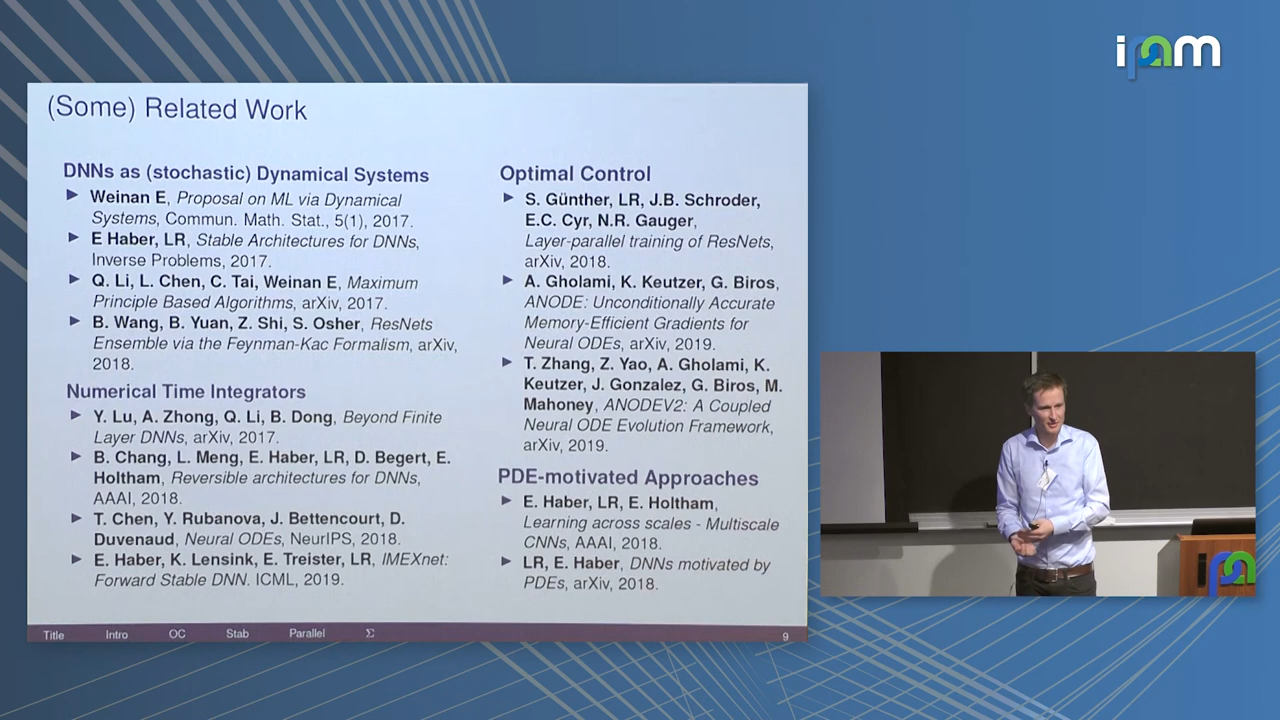 ipam
(Some) Related Work
DNNs as (stochastic) Dynamical Systems
▶ Weinan E, Proposal on ML via Dynamical
Systems, Commun. Math. Stat., 5(1), 2017.
▶ E Haber, LR, Stable Architectures for DNNs,
Inverse Problems, 2017.
▶ Q. Li, L. Chen, C. Tai, Weinan E, Maximum
Principle Based Algorithms, arXiv, 2017.
▶ B. Wang, B. Yuan, Z. Shi, S. Osher, ResNets
Ensemble via the Feynman-Kac Formalism, arXiv,
2018.
Numerical Time Integrators
▶ Y. Lu, A. Zhong, Q. Li, B. Dong, Beyond Finite
Layer DNNs, arXiv, 2017.
▶ B. Chang, L. Meng, E. Haber, LR, D. Begert, E.
Holtham, Reversible architectures for DNNs,
AAAI, 2018.
▶ T. Chen, Y. Rubanova, J. Bettencourt, D.
Duvenaud, Neural ODEs, NeurIPS, 2018.
▶ E. Haber, K. Lensink, E. Treister, LR, IMEXnet:
Forward Stable DNN. ICML, 2019.
Optimal Control
▶ S. Günther, LR, J.B. Schroder,
E.C. Cyr, N.R. Gauger,
Layer-parallel training of ResNets,
arXiv, 2018.
▶ A. Gholami, K. Keutzer, G. Biros,
ANODE: Unconditionally Accurate
Memory-Efficient Gradients for
Neural ODEs, arXiv, 2019.
▶ T. Zhang, Z. Yao, A. Gholami, K.
Keutzer, J. Gonzalez, G. Biros, M.
Mahoney, ANODEV2: A Coupled
Neural ODE Evolution Framework,
arXiv, 2019.
PDE-motivated Approaches
▶ E. Haber, LR, E. Holtham,
Learning across scales - Multiscale
CNNs, AAAI, 2018.
▶ LR, E. Haber, DNNs motivated by
PDEs, arXiv, 2018.
Title Intro OC Stab Parallel Σ 9